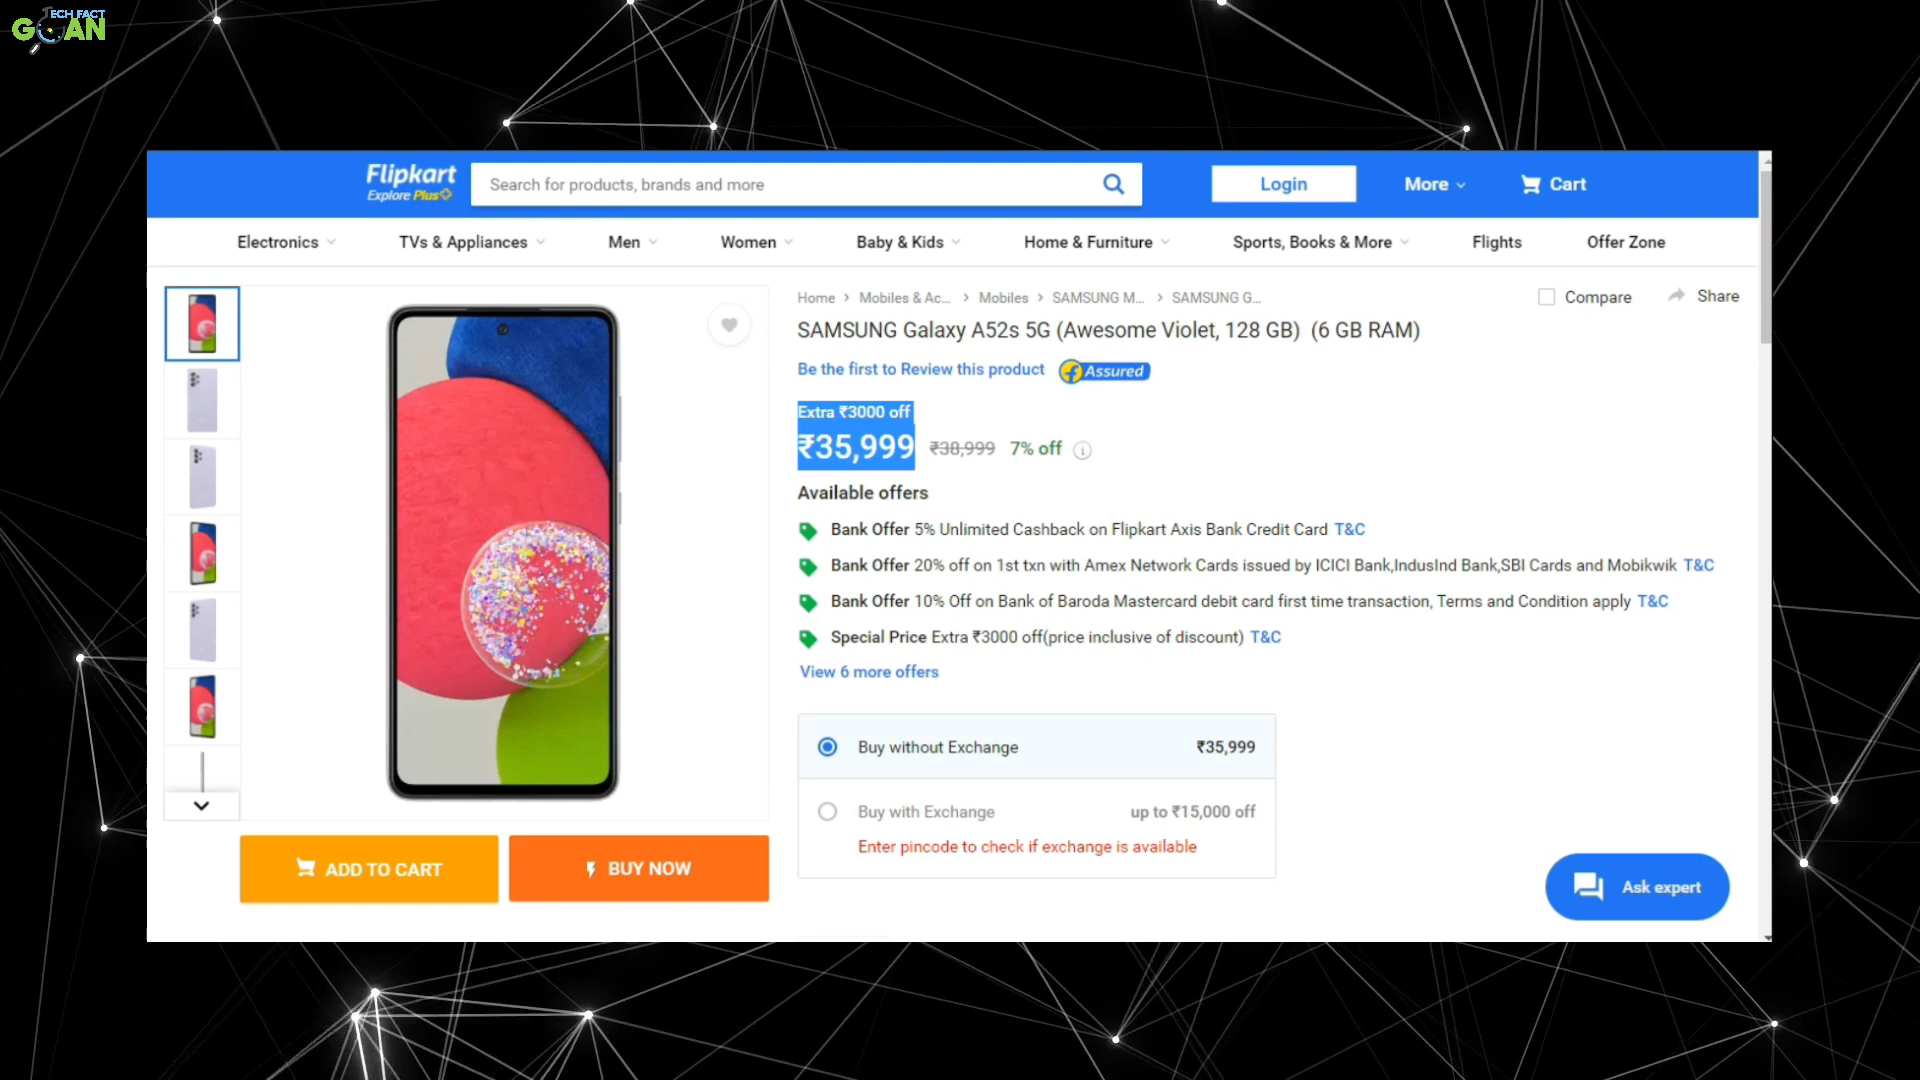 TECH FACT
GOAN
Flipkart
Explore Plus
Search for products, brands and more
Login
More
Cart
Electronics
TVs & Appliances
Men
Women
Baby & Kids
Home & Furniture
Sports, Books & More
Flights
Offer Zone
Home > Mobiles & Ac... > Mobiles > SAMSUNG M... > SAMSUNG G...
Compare
Share
SAMSUNG Galaxy A52s 5G (Awesome Violet, 128 GB) (6 GB RAM)
Be the first to Review this product
Assured
Extra ₹3000 off
₹35,999 ₹38,999 7% off
Available offers
Bank Offer 5% Unlimited Cashback on Flipkart Axis Bank Credit Card T&C
Bank Offer 20% off on 1st txn with Amex Network Cards issued by ICICI Bank,IndusInd Bank,SBI Cards and Mobikwik T&C
Bank Offer 10% Off on Bank of Baroda Mastercard debit card first time transaction, Terms and Condition apply T&C
Special Price Extra ₹3000 off(price inclusive of discount) T&C
View 6 more offers
Buy without Exchange ₹35,999
Buy with Exchange up to ₹15,000 off
Enter pincode to check if exchange is available
ADD TO CART
BUY NOW
Ask expert